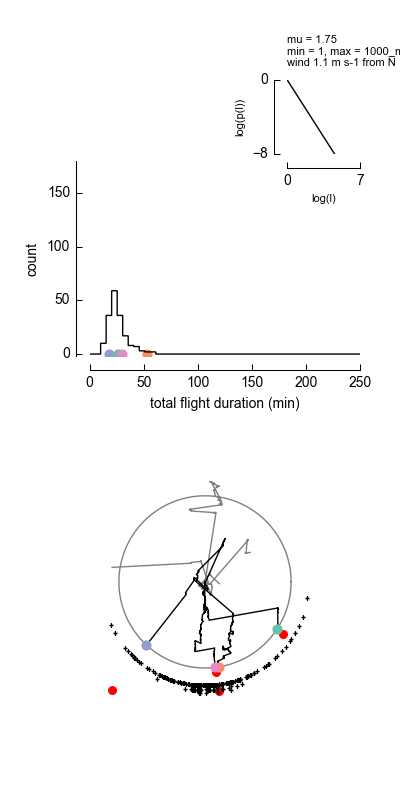 mu = 1.75
min = 1, max = 1000_m
wind 1.1 m s-1 from N
0
log(p(l))
−8
0 7
log(l)
150
100
50
0
count
0 50 100 150 200 250
total flight duration (min)